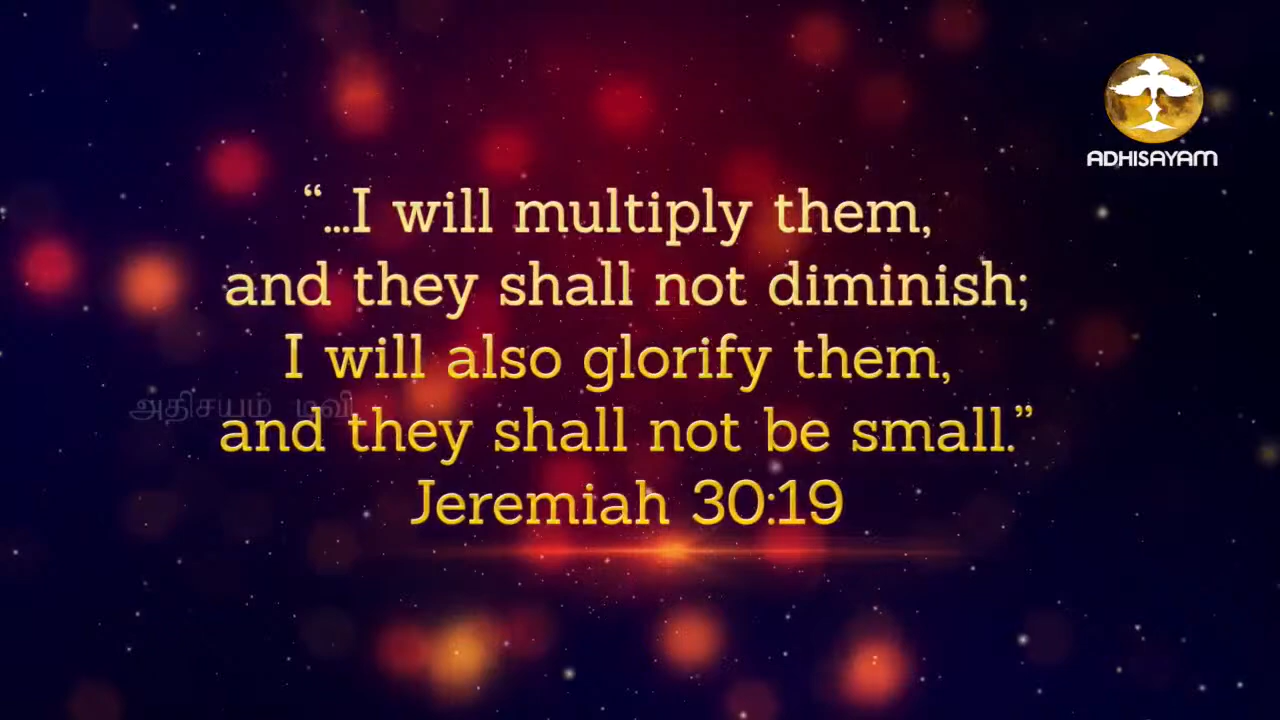 ADHISAYAM
“...I will multiply them,
and they shall not diminish;
I will also glorify them,
அதிசயம் டிவி
and they shall not be small.”
Jeremiah 30:19